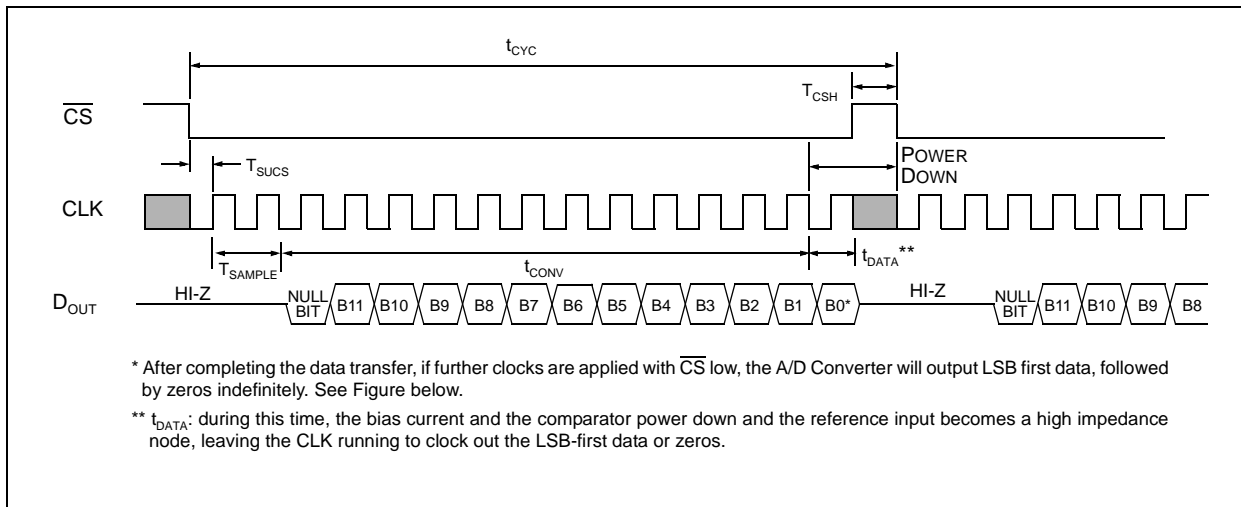 tCYC
TCSH
CS
TSUCS
POWER
DOWN
CLK
TSAMPLE
tCONV
tDATA**
DOUT
HI-Z
NULL
BIT
B11
B10
B9
B8
B7
B6
B5
B4
B3
B2
B1
B0*
HI-Z
NULL
BIT
B11
B10
B9
B8
* After completing the data transfer, if further clocks are applied with CS low, the A/D Converter will output LSB first data, followed
by zeros indefinitely. See Figure below.
** tDATA: during this time, the bias current and the comparator power down and the reference input becomes a high impedance
node, leaving the CLK running to clock out the LSB-first data or zeros.